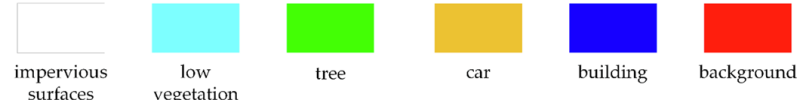 impervious surfaces
low vegetation
tree
car
building
background